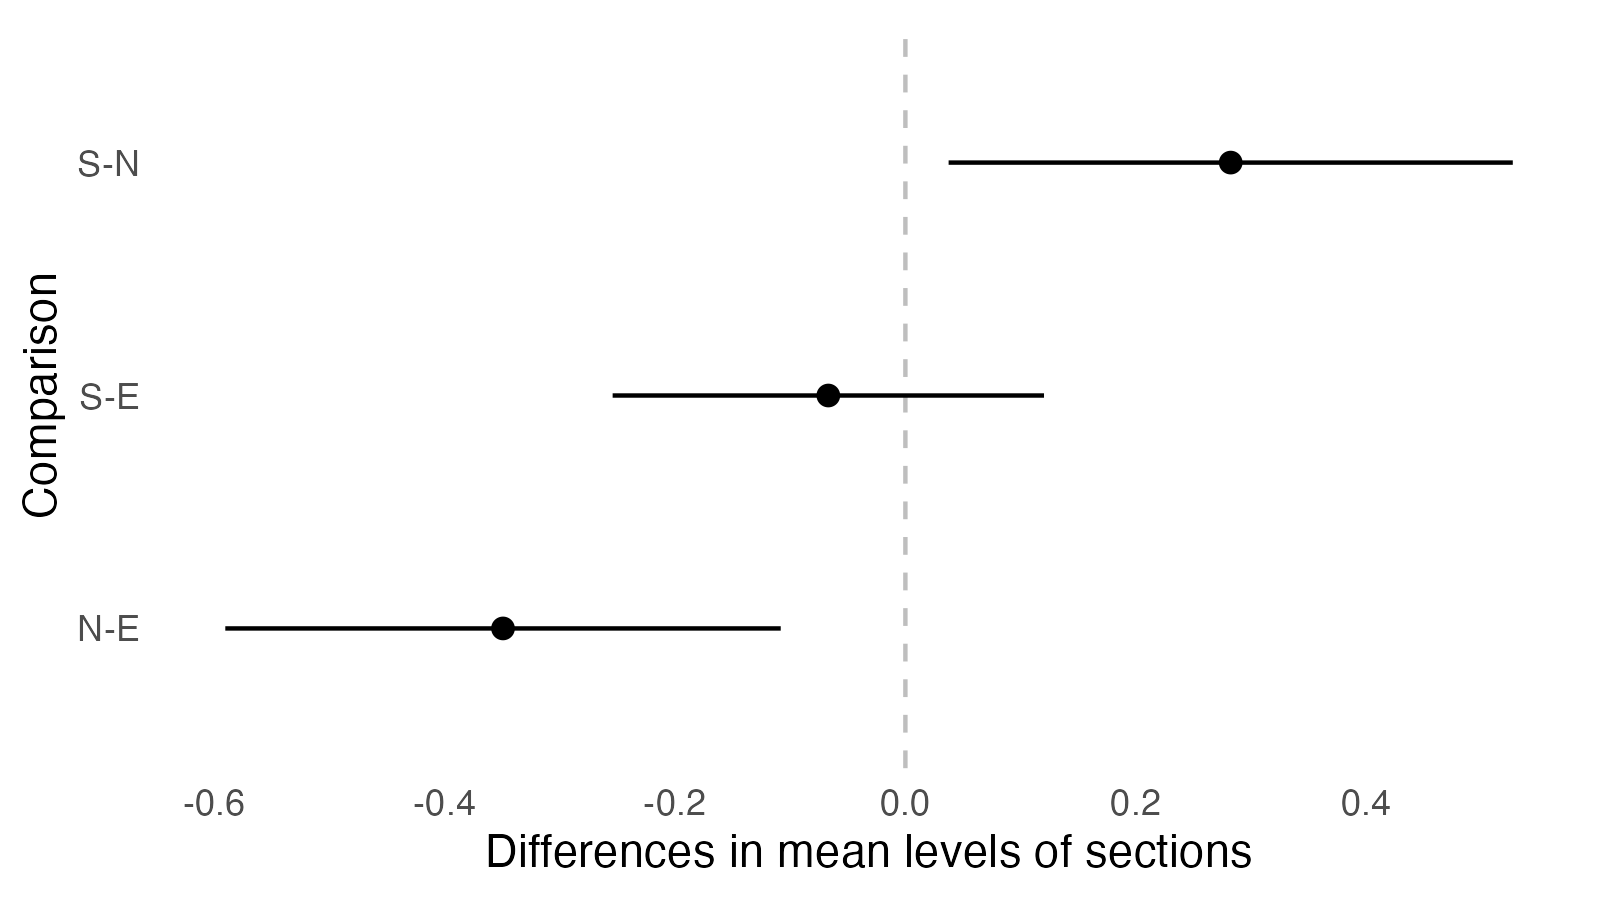 Comparison
S-N
S-E
N-E
-0.6 -0.4 -0.2 0.0 0.2 0.4
Differences in mean levels of sections